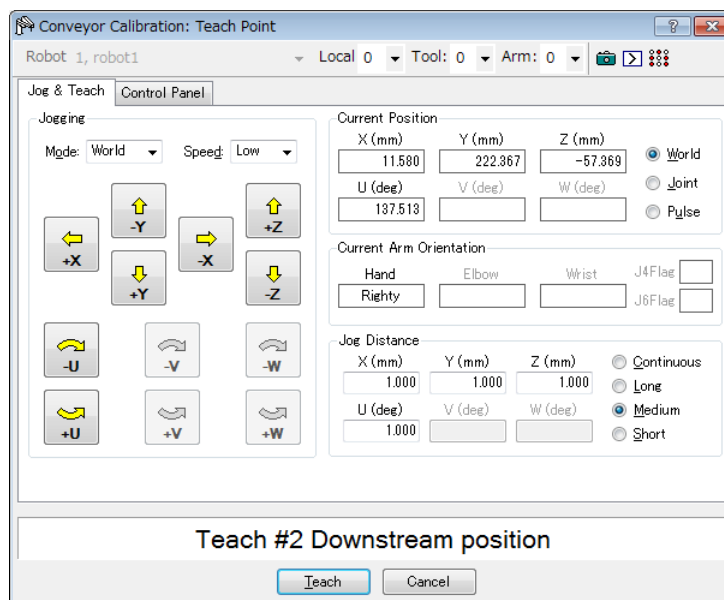 Conveyor Calibration: Teach Point
Robot 1, robot1 Local 0 Tool: 0 Arm: 0
Jog & Teach Control Panel
Jogging
Mode: World Speed: Low
-Y +Z
+X -X
+Y -Z
-U -V -W
+U +V +W
Current Position
X (mm) Y (mm) Z (mm)
11.580 222.367 -57.369 World
U (deg) V (deg) W (deg) Joint
137.513 Pulse
Current Arm Orientation
Hand Elbow Wrist J4Flag
Righty J6Flag
Jog Distance
X (mm) Y (mm) Z (mm) Continuous
1.000 1.000 1.000 Long
U (deg) V (deg) W (deg) Medium
1.000 Short
Teach #2 Downstream position
Teach Cancel